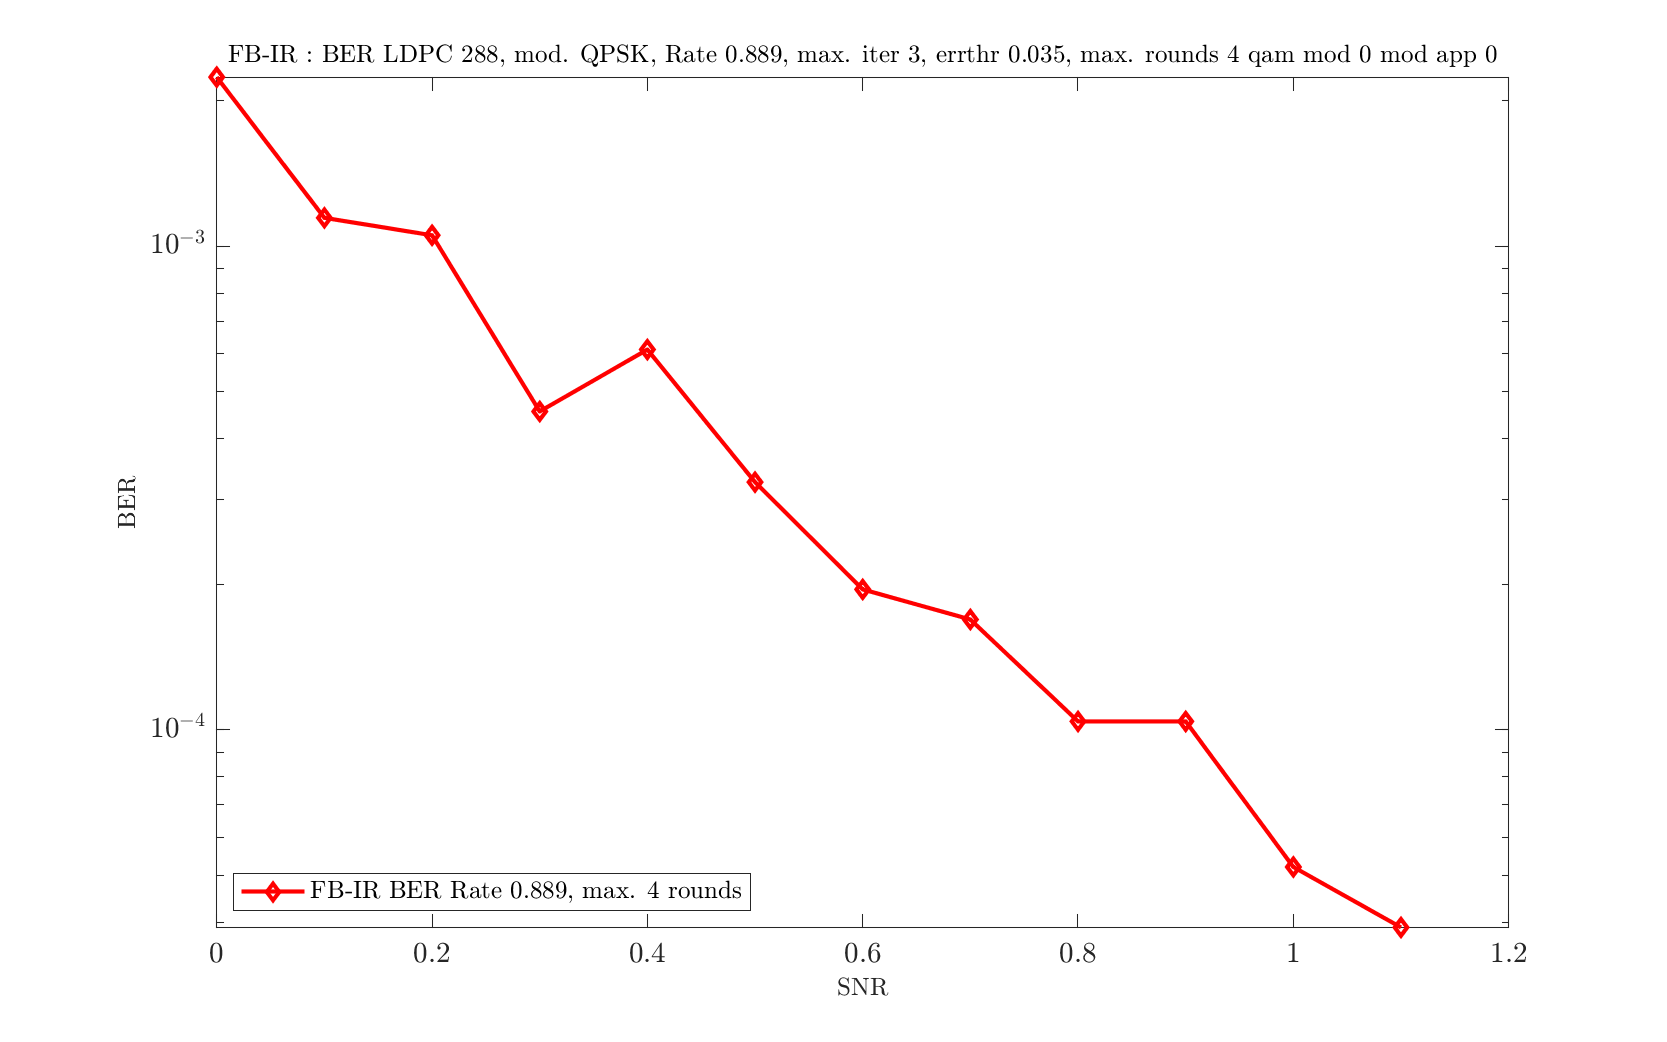 FB-IR : BER LDPC 288, mod. QPSK, Rate 0.889, max. iter 3, errthr 0.035, max. rounds 4 qam mod 0 mod app 0
10⁻³
10⁻⁴
BER
FB-IR BER Rate 0.889, max. 4 rounds
0 0.2 0.4 0.6 0.8 1 1.2
SNR